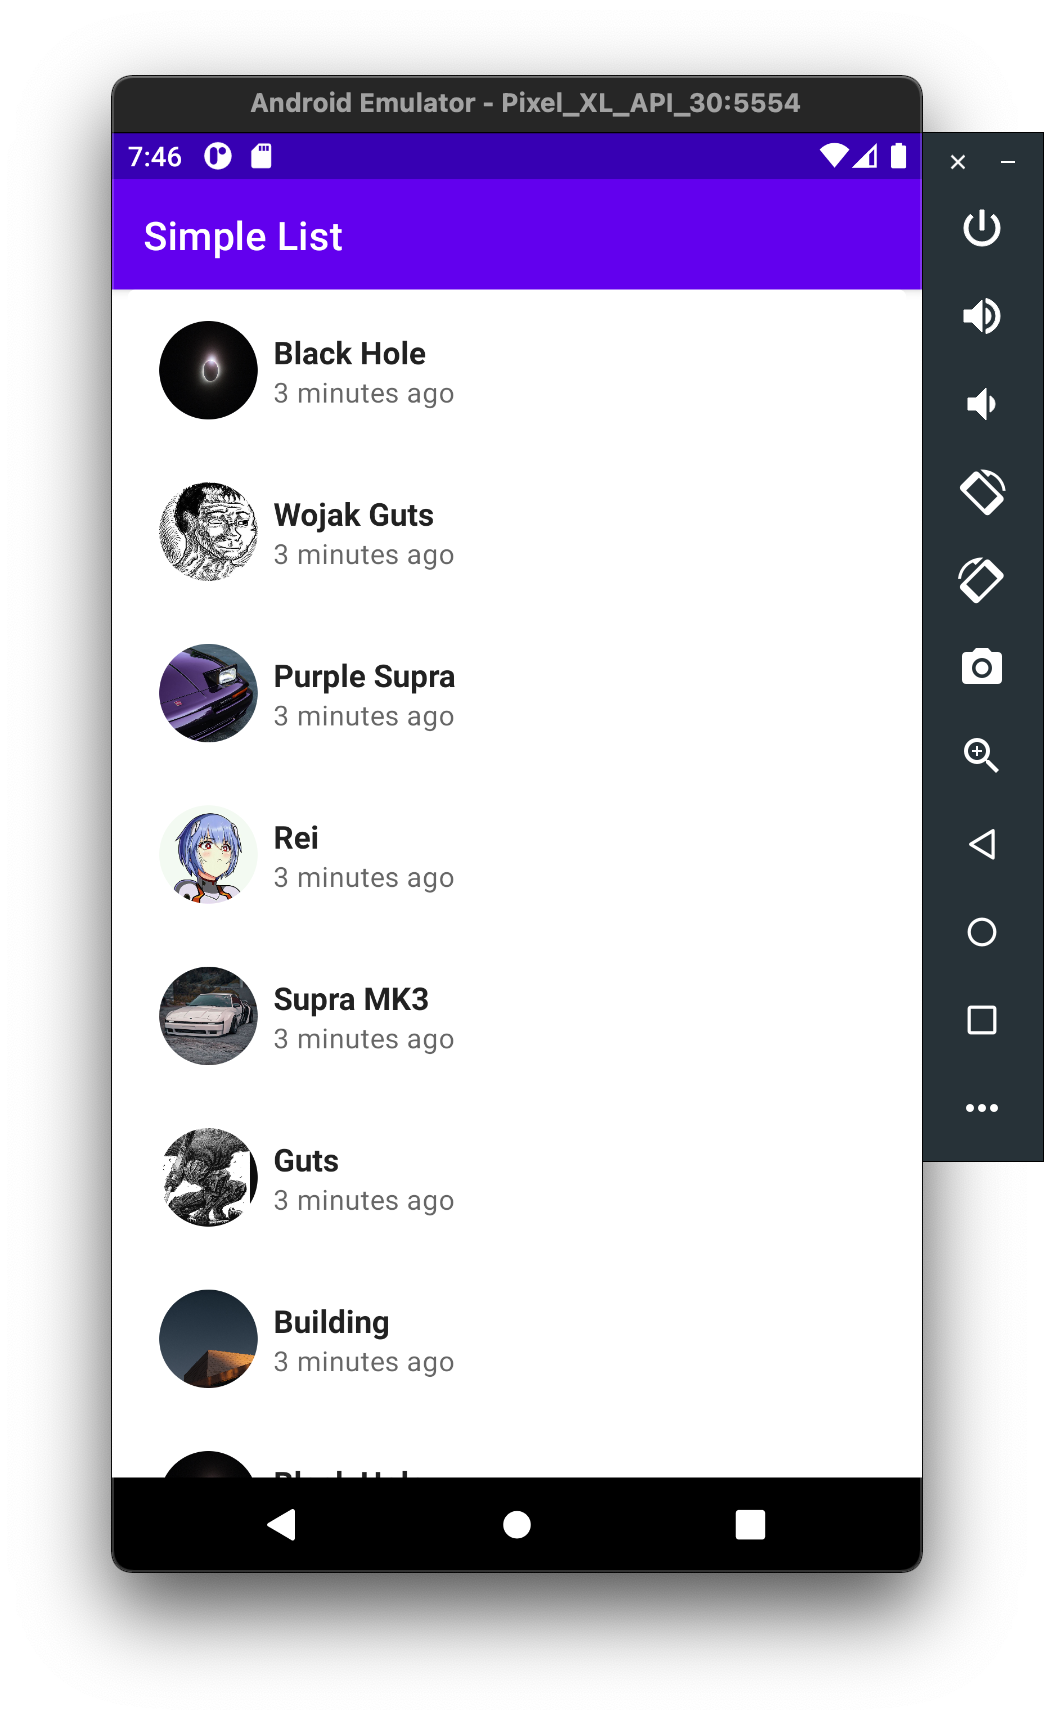 Android Emulator - Pixel_XL_API_30:5554
7:46
Simple List
Black Hole
3 minutes ago
Wojak Guts
3 minutes ago
Purple Supra
3 minutes ago
Rei
3 minutes ago
Supra MK3
3 minutes ago
Guts
3 minutes ago
Building
3 minutes ago
Black Hole